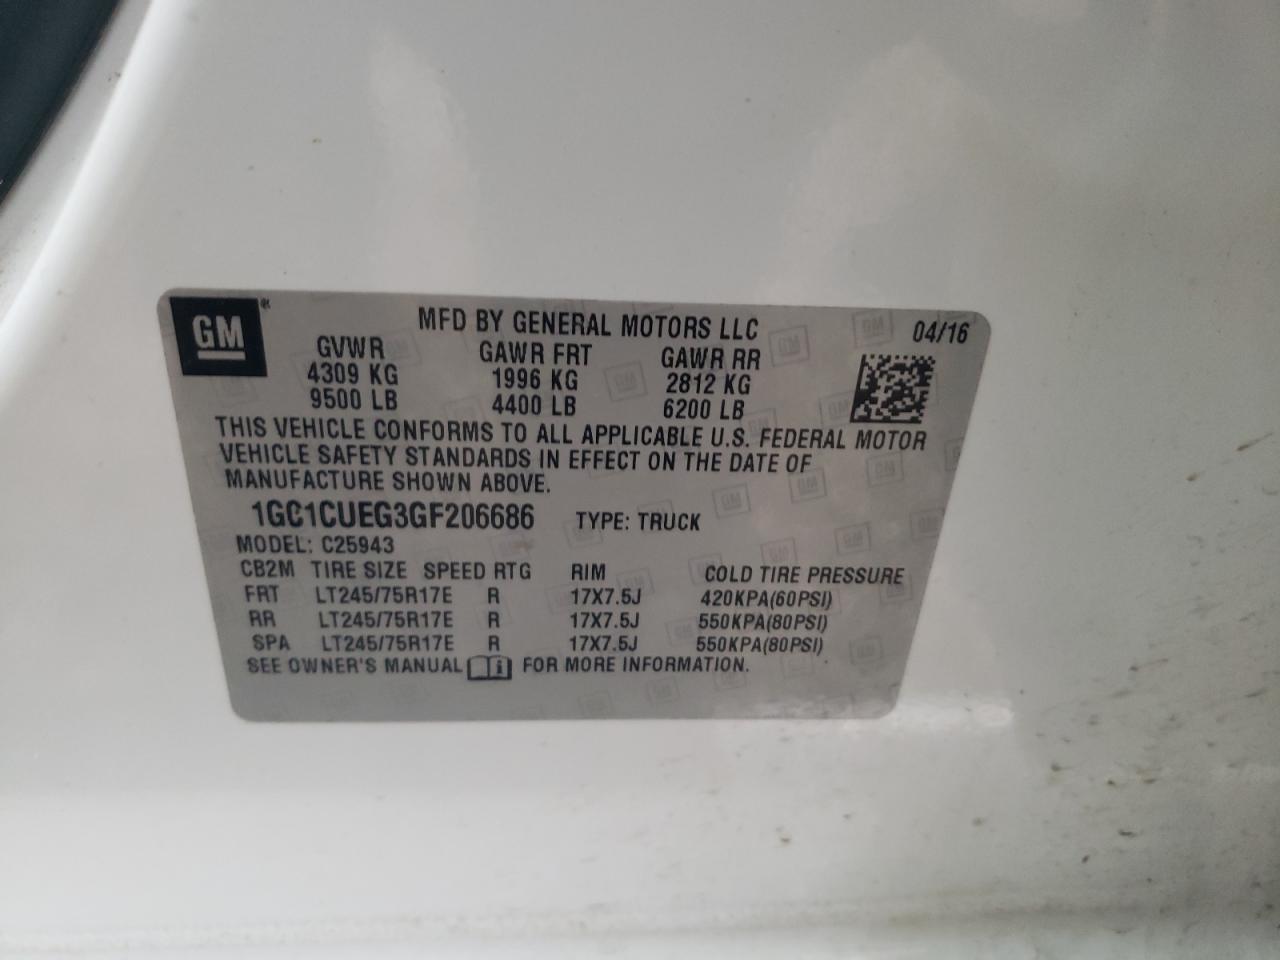 GM®
MFD BY GENERAL MOTORS LLC 04/16
GVWR GAWR FRT GAWR RR
4309 KG 1996 KG 2812 KG
9500 LB 4400 LB 6200 LB
THIS VEHICLE CONFORMS TO ALL APPLICABLE U.S. FEDERAL MOTOR
VEHICLE SAFETY STANDARDS IN EFFECT ON THE DATE OF
MANUFACTURE SHOWN ABOVE.
1GC1CUEG3GF206686 TYPE: TRUCK
MODEL: C25943
CB2M TIRE SIZE SPEED RTG RIM COLD TIRE PRESSURE
FRT LT245/75R17E R 17X7.5J 420KPA(60PSI)
RR LT245/75R17E R 17X7.5J 550KPA(80PSI)
SPA LT245/75R17E R 17X7.5J 550KPA(80PSI)
SEE OWNER'S MANUAL i FOR MORE INFORMATION.